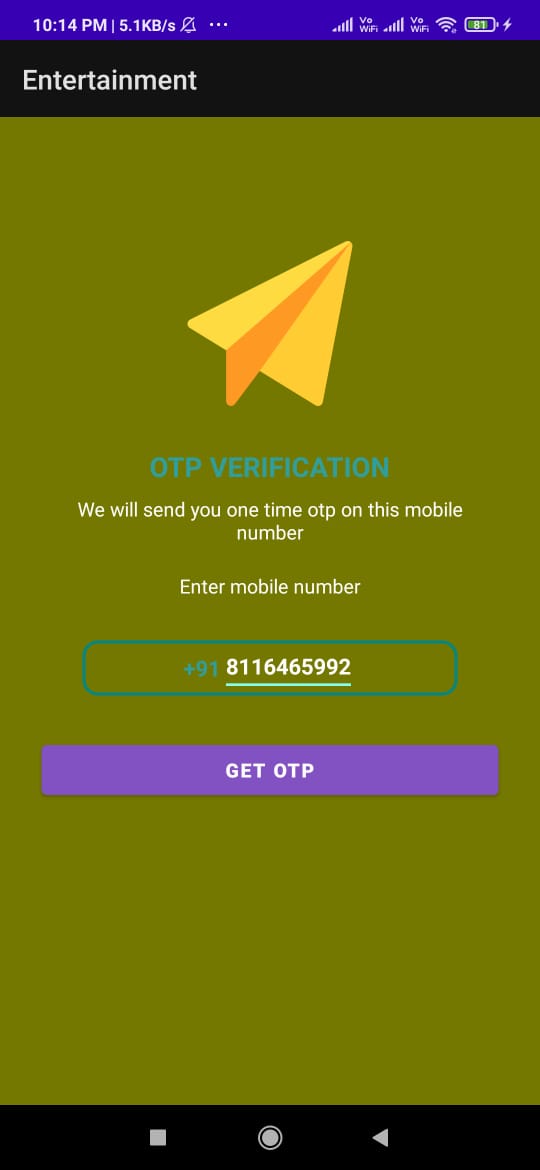 10:14 PM | 5.1KB/s ...
Vo WiFi Vo WiFi 81
Entertainment
OTP VERIFICATION
We will send you one time otp on this mobile
number
Enter mobile number
+91 8116465992
GET OTP